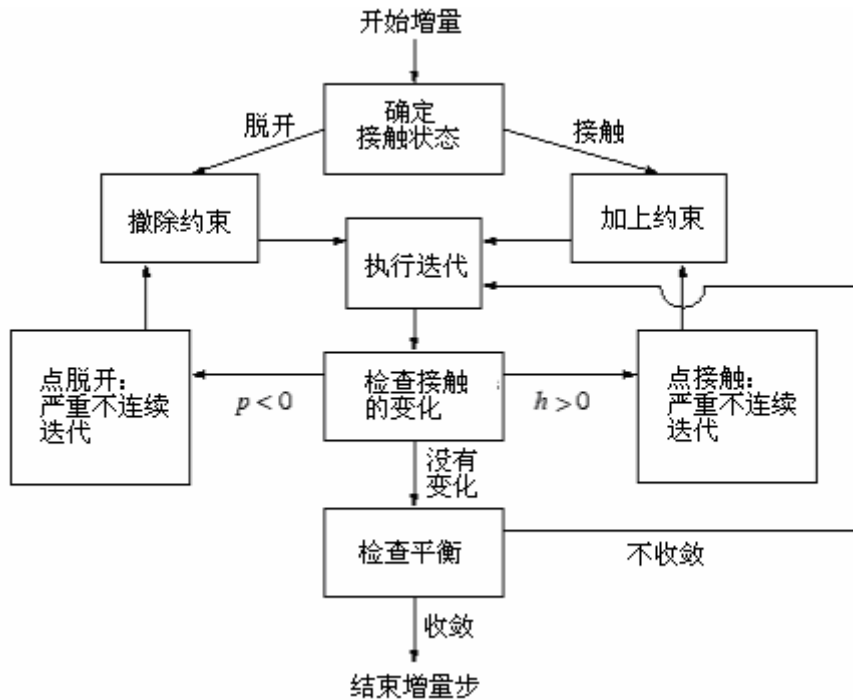 开始增量
确定
接触状态
脱开
接触
撤除约束
加上约束
执行迭代
点脱开：
严重不连续
迭代
p < 0
检查接触
的变化
h > 0
点接触：
严重不连续
迭代
没有
变化
检查平衡
不收敛
收敛
结束增量步